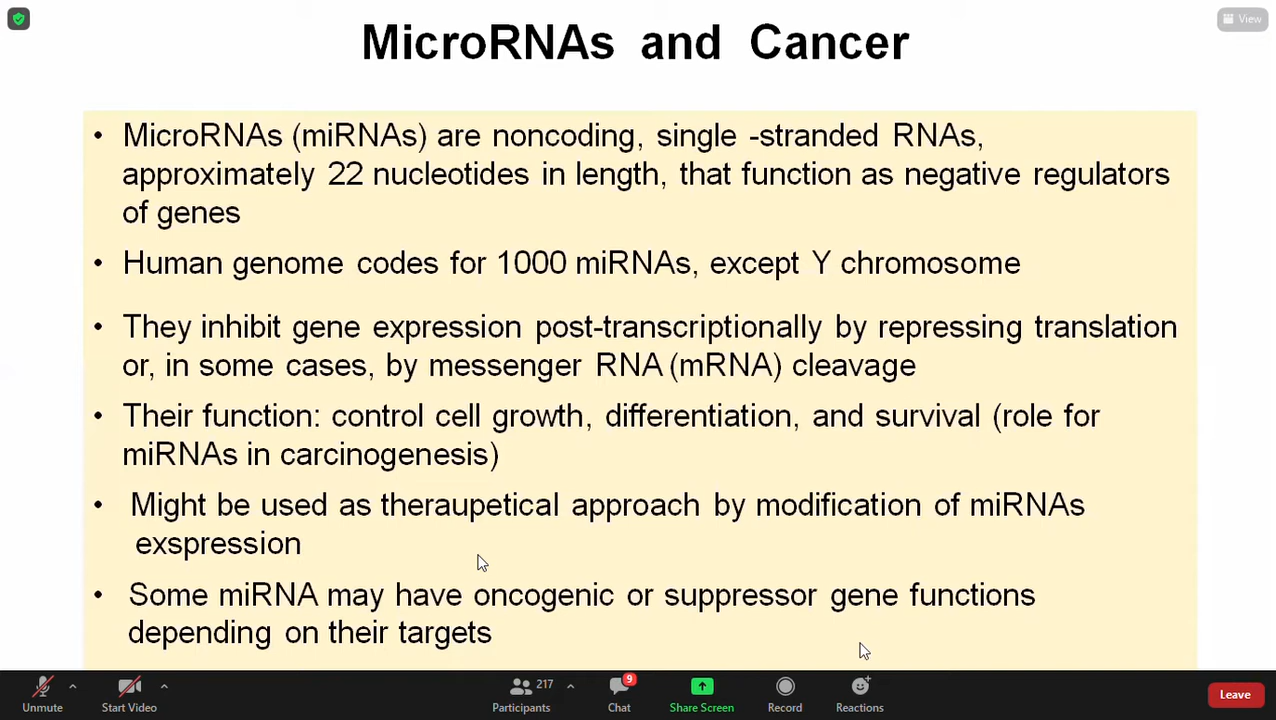 View
MicroRNAs and Cancer
• MicroRNAs (miRNAs) are noncoding, single -stranded RNAs,
approximately 22 nucleotides in length, that function as negative regulators
of genes
• Human genome codes for 1000 miRNAs, except Y chromosome
• They inhibit gene expression post-transcriptionally by repressing translation
or, in some cases, by messenger RNA (mRNA) cleavage
• Their function: control cell growth, differentiation, and survival (role for
miRNAs in carcinogenesis)
• Might be used as theraupetical approach by modification of miRNAs
exspression
• Some miRNA may have oncogenic or suppressor gene functions
depending on their targets
217 9
Unmute Start Video Participants Chat Share Screen Record Reactions Leave